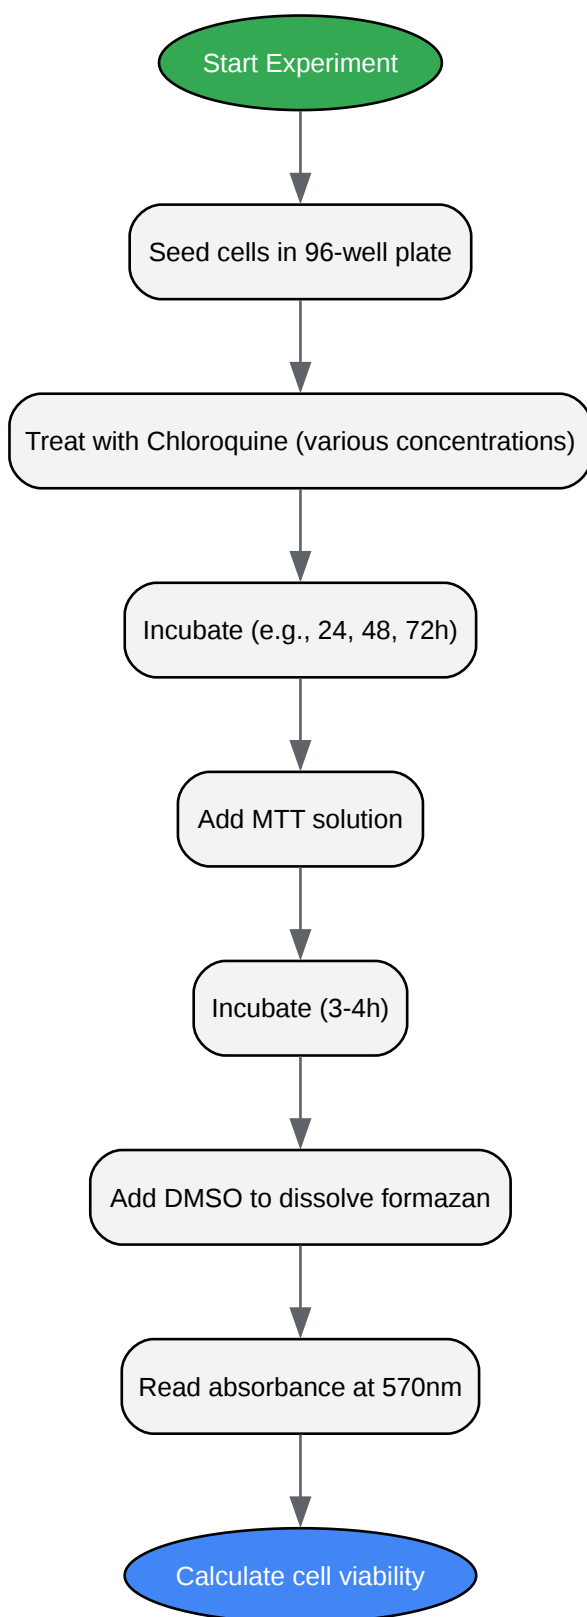 Start Experiment
Seed cells in 96-well plate
Treat with Chloroquine (various concentrations)
Incubate (e.g., 24, 48, 72h)
Add MTT solution
Incubate (3-4h)
Add DMSO to dissolve formazan
Read absorbance at 570nm
Calculate cell viability